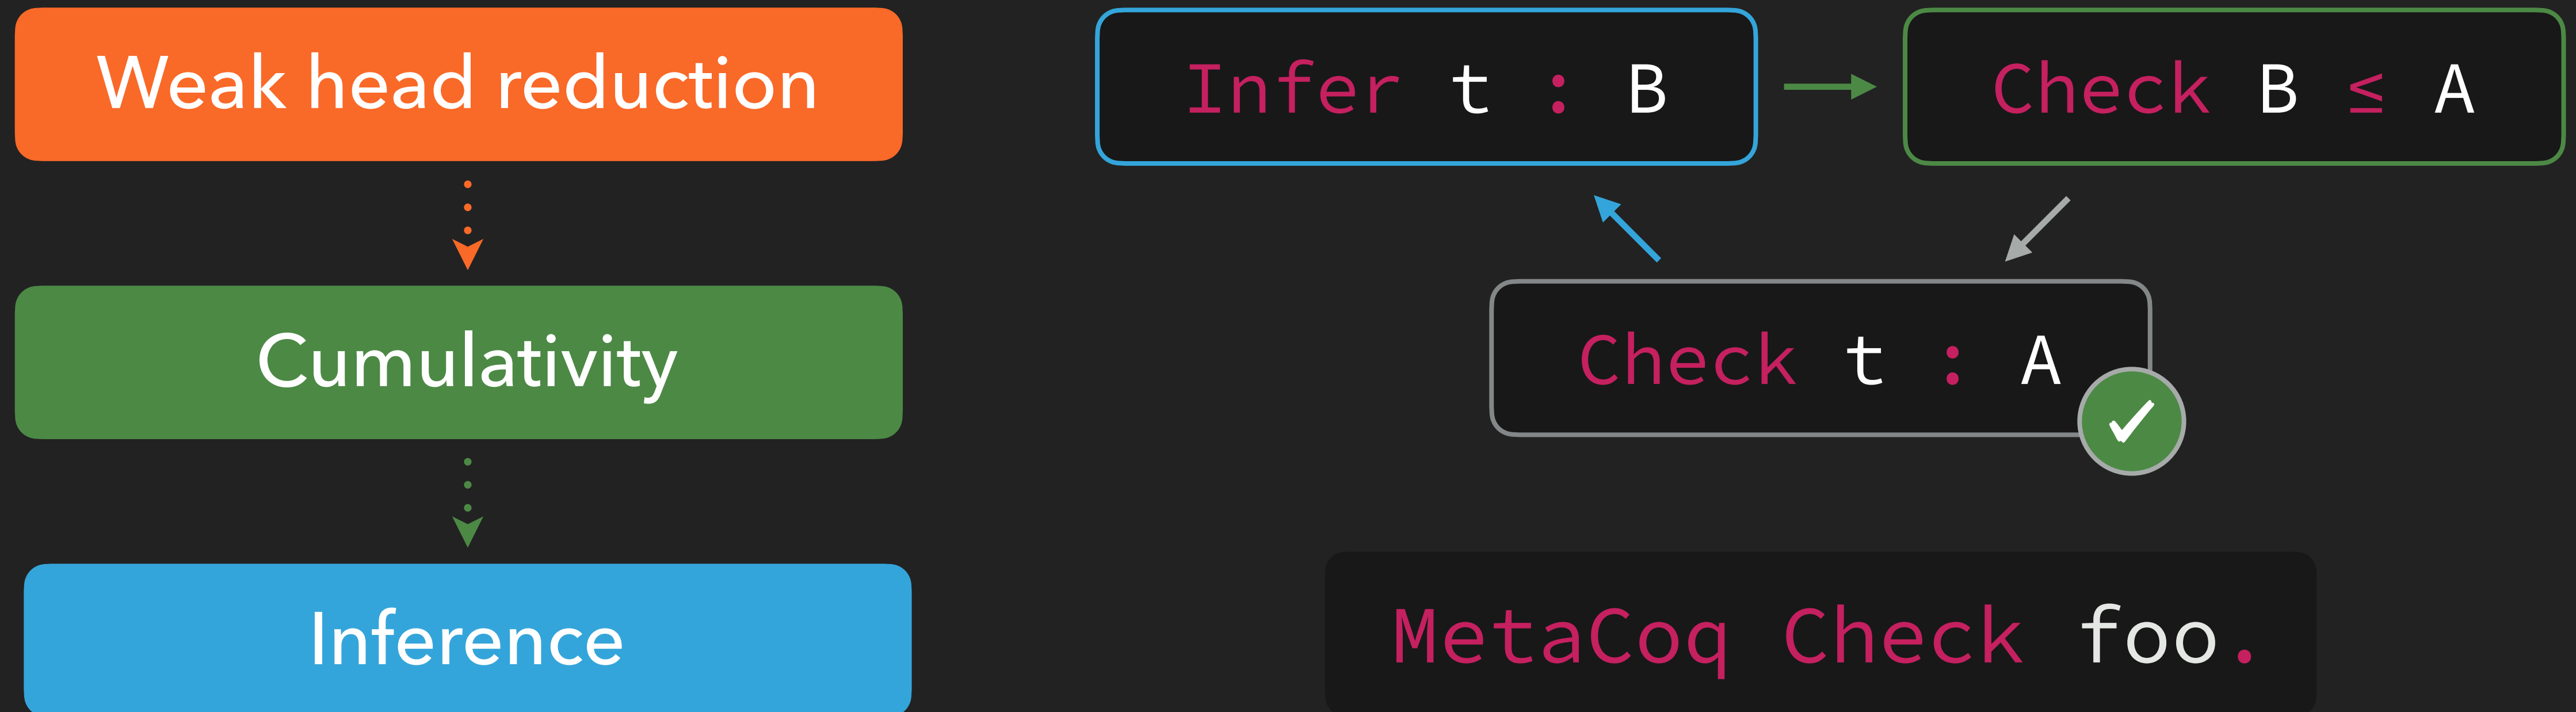 Weak head reduction
Cumulativity
Inference
Infer t : B
Check B ≤ A
Check t : A
MetaCoq Check foo.